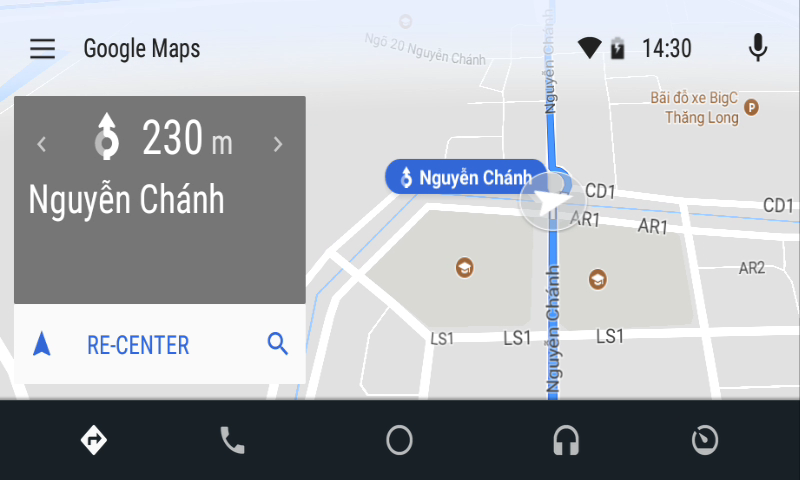 Google Maps
14:30
Ngõ 20 Nguyễn Chánh
Nguyễn Chánh
Bãi đỗ xe BigC
Thăng Long
P
230 m
Nguyễn Chánh
Nguyễn Chánh
CD1
CD1
AR1
AR1
AR2
Nguyễn Chánh
LS1
LS1
LS1
RE-CENTER